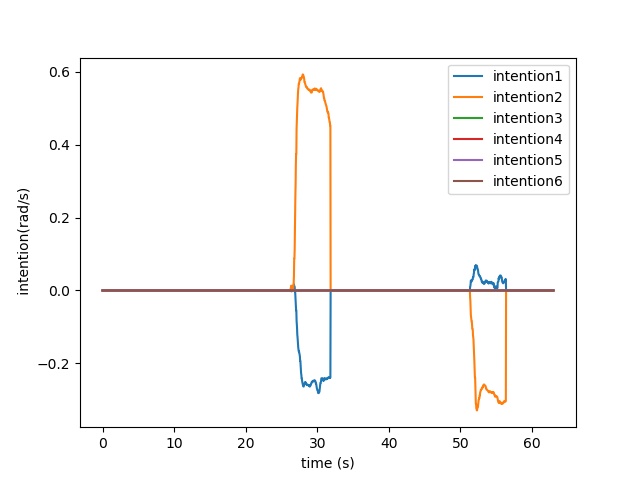 intention(rad/s)
0.6
0.4
0.2
0.0
−0.2
0
10
20
30
40
50
60
time (s)
intention1
intention2
intention3
intention4
intention5
intention6